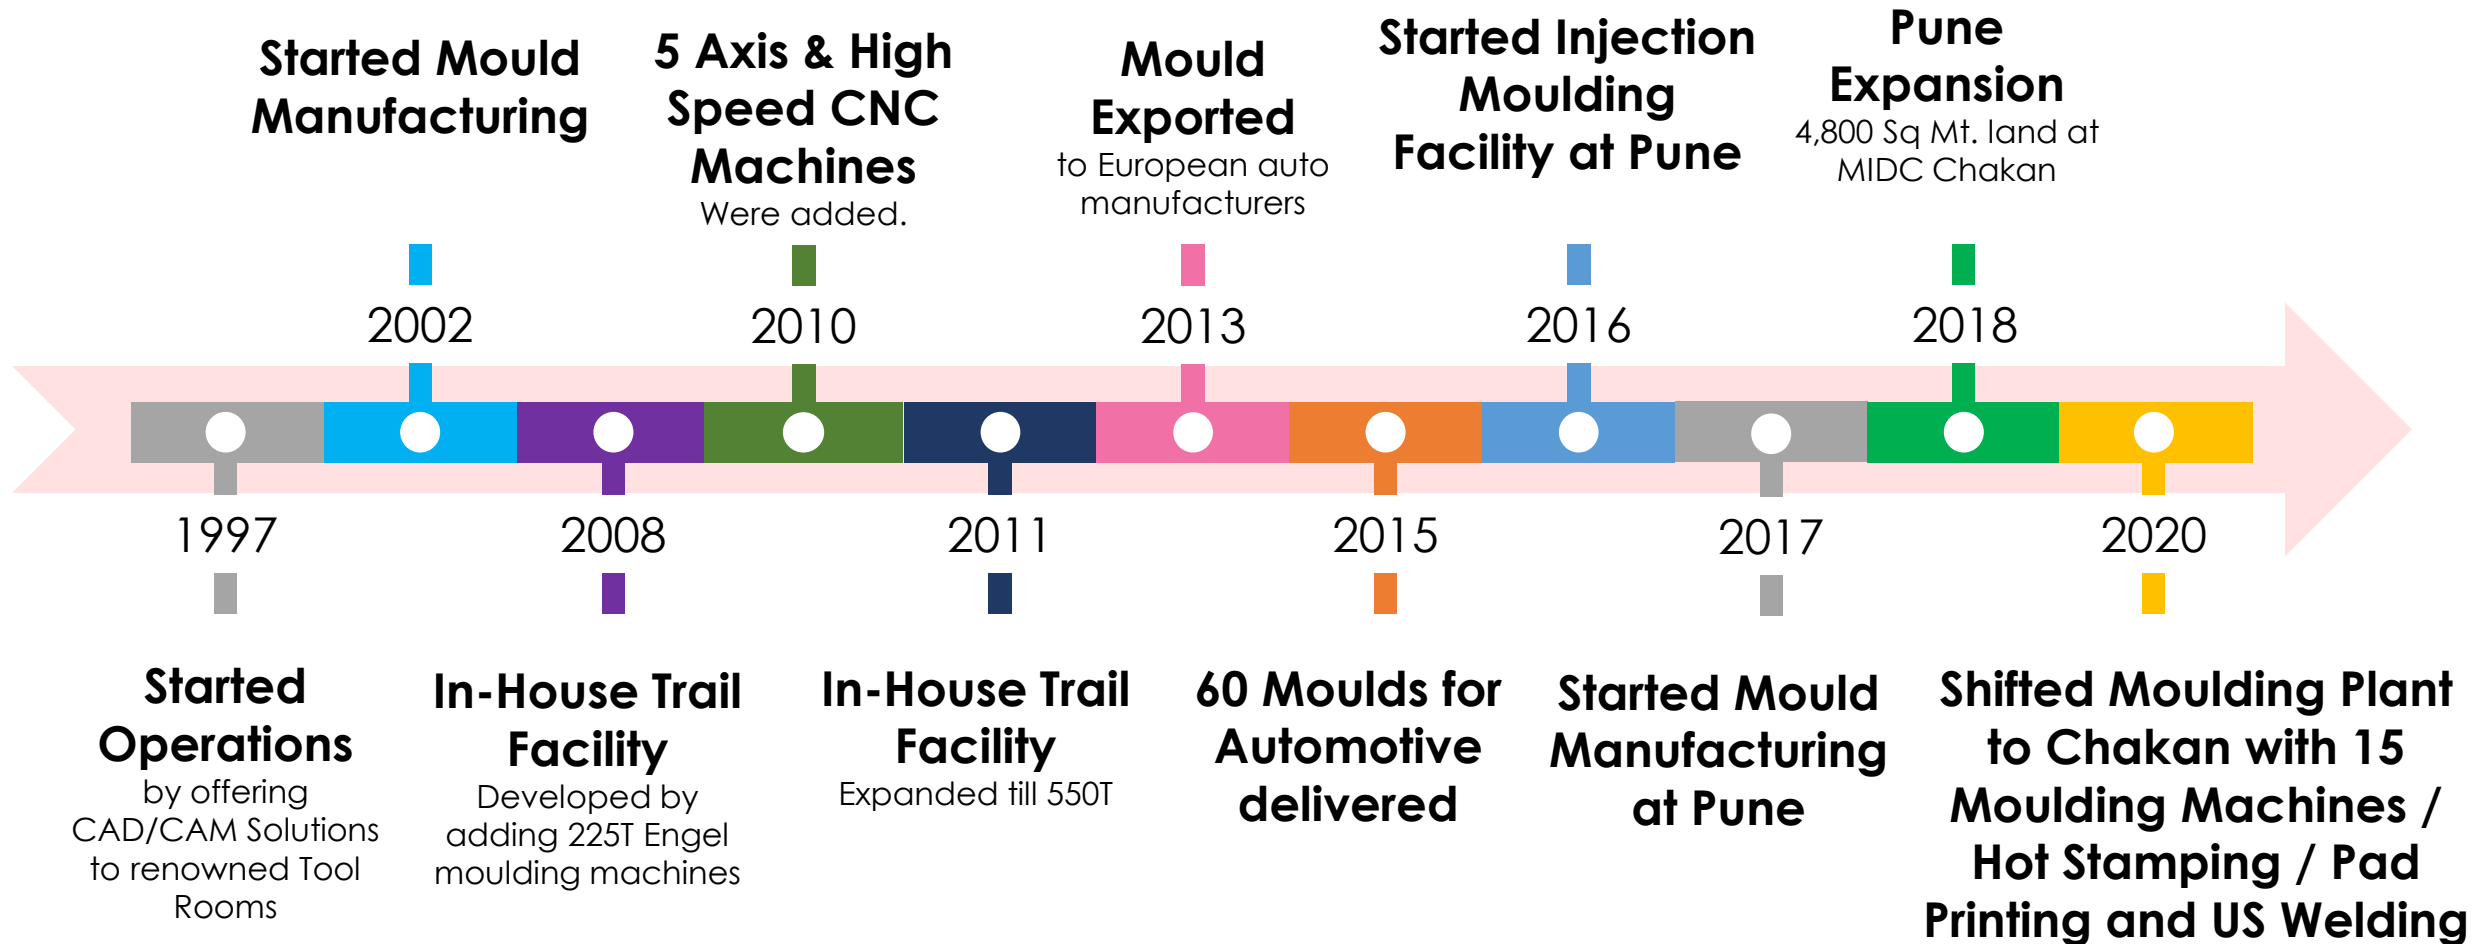 Started Mould
Manufacturing
2002
5 Axis & High
Speed CNC
Machines
Were added.
2010
Mould
Exported
to European auto
manufacturers
2013
Started Injection
Moulding
Facility at Pune
2016
Pune
Expansion
4,800 Sq Mt. land at
MIDC Chakan
2018
1997
Started
Operations
by offering
CAD/CAM Solutions
to renowned Tool
Rooms
2008
In-House Trail
Facility
Developed by
adding 225T Engel
moulding machines
2011
In-House Trail
Facility
Expanded till 550T
2015
60 Moulds for
Automotive
delivered
2017
Started Mould
Manufacturing
at Pune
2020
Shifted Moulding Plant
to Chakan with 15
Moulding Machines /
Hot Stamping / Pad
Printing and US Welding